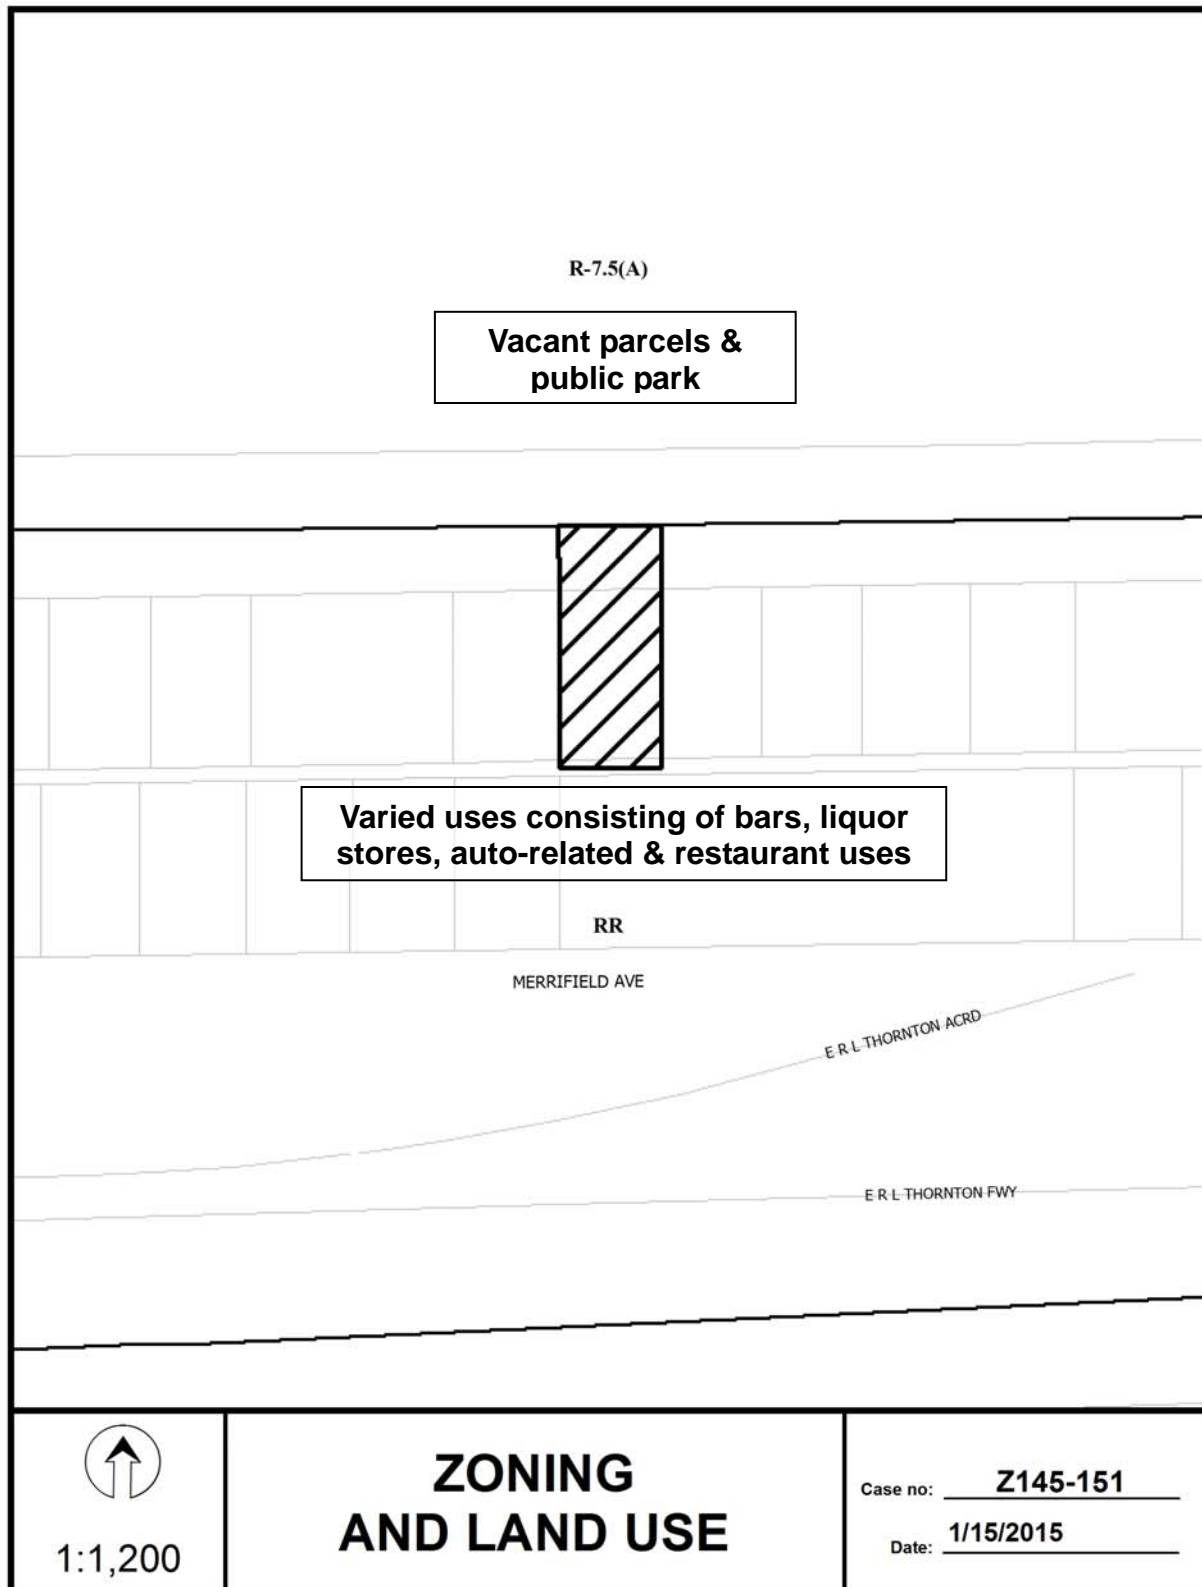 R-7.5(A)
Vacant parcels &
public park
Varied uses consisting of bars, liquor
stores, auto-related & restaurant uses
RR
MERRIFIELD AVE
E R L THORNTON ACRD
E R L THORNTON FWY
1:1,200
ZONING
AND LAND USE
Case no: Z145-151
Date: 1/15/2015